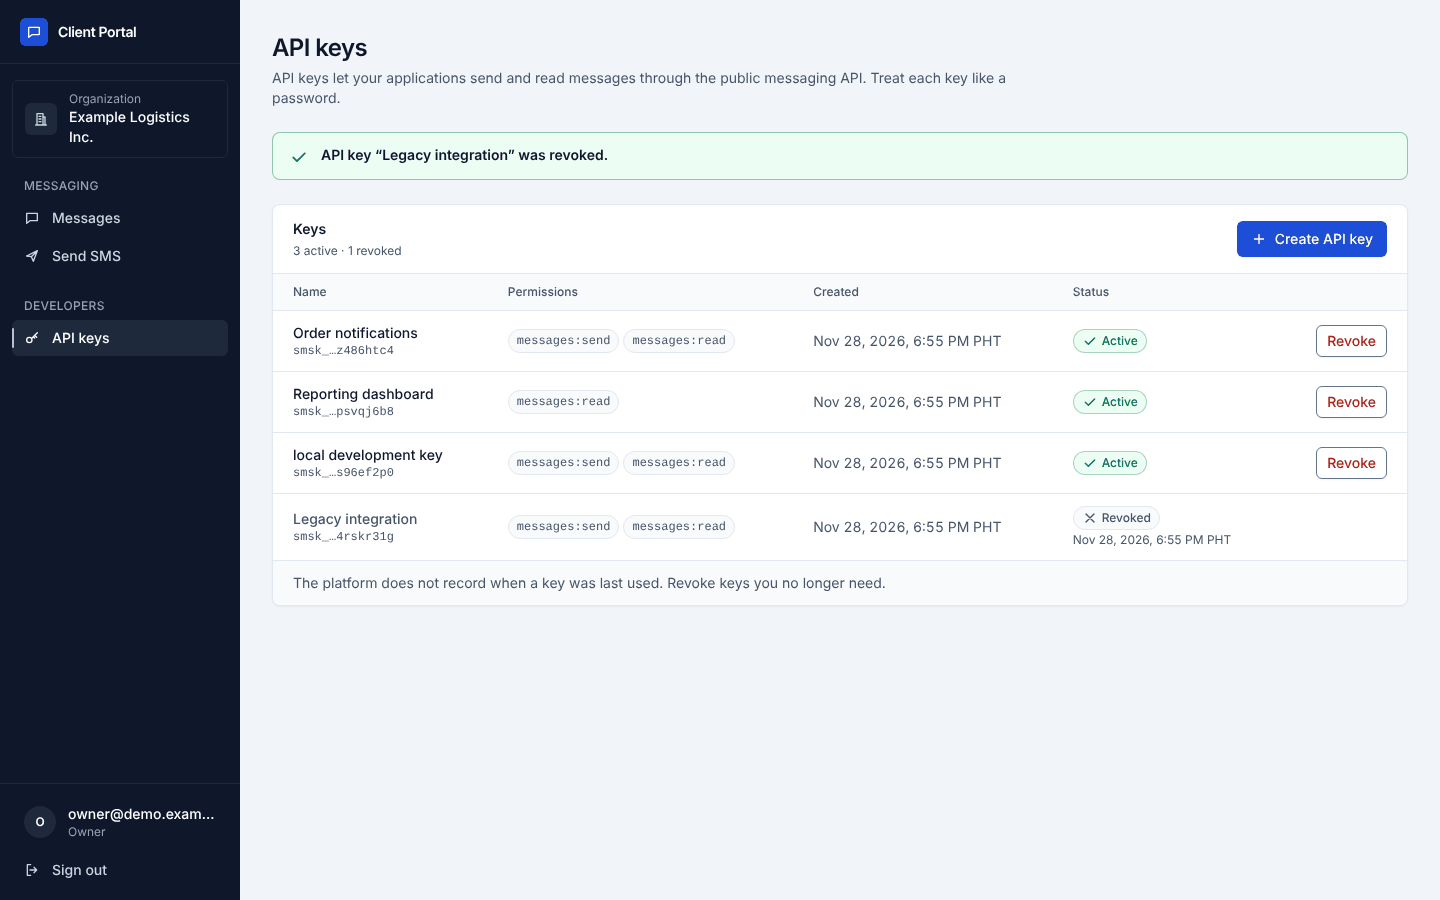 Client Portal
Organization
Example Logistics
Inc.
MESSAGING
Messages
Send SMS
DEVELOPERS
API keys
owner@demo.exam...
O
Owner
Sign out
API keys
API keys let your applications send and read messages through the public messaging API. Treat each key like a
password.
API key “Legacy integration” was revoked.
Keys
3 active · 1 revoked
Create API key
Name Permissions Created Status
Order notifications
smsk_…z486htc4
messages:send messages:read Nov 28, 2026, 6:55 PM PHT Active Revoke
Reporting dashboard
smsk_…psvqj6b8
messages:read Nov 28, 2026, 6:55 PM PHT Active Revoke
local development key
smsk_…s96ef2p0
messages:send messages:read Nov 28, 2026, 6:55 PM PHT Active Revoke
Legacy integration
smsk_…4rskr31g
messages:send messages:read Nov 28, 2026, 6:55 PM PHT Revoked
Nov 28, 2026, 6:55 PM PHT
The platform does not record when a key was last used. Revoke keys you no longer need.